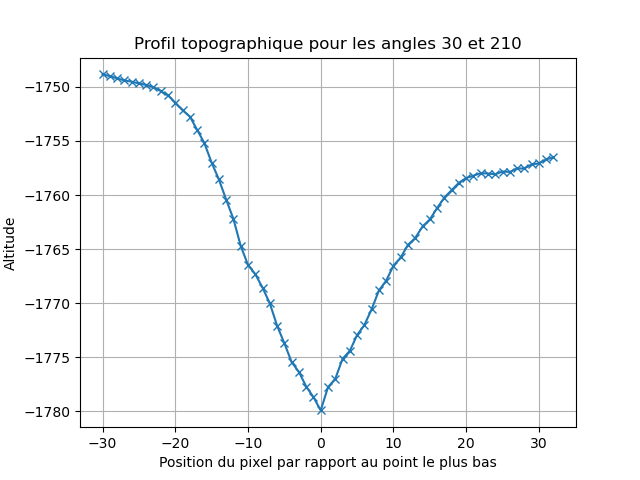 Profil topographique pour les angles 30 et 210
−1750
−1755
−1760
−1765
−1770
−1775
−1780
Altitude
−30 −20 −10 0 10 20 30
Position du pixel par rapport au point le plus bas